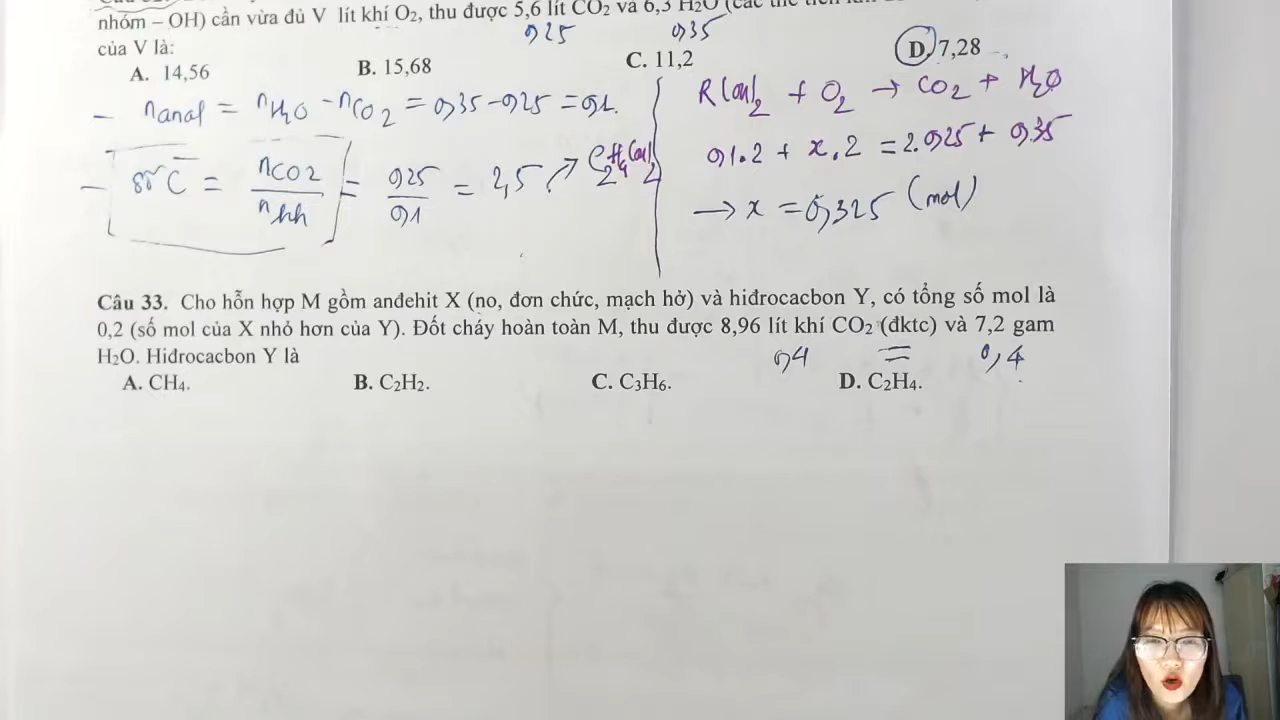 nhóm – OH) cần vừa đủ V lít khí O₂, thu được 5,6 lít CO₂ và 6,3 H₂O (các
0,25 0,35
của V là:
A. 14,56 B. 15,68 C. 11,2 D. 7,28
- nancol = nH₂O - nCO₂ = 0,35 - 0,25 = 0,1.
R(OH)₂ + O₂ → CO₂ + H₂O
- số C̅ = nCO₂/nhh = 0,25/0,1 = 2,5 ↗ C₂H₄(OH)₂
0,1.2 + x.2 = 2.0,25 + 0,35
→ x = 0,325 (mol)
Câu 33. Cho hỗn hợp M gồm anđehit X (no, đơn chức, mạch hở) và hiđrocacbon Y, có tổng số mol là
0,2 (số mol của X nhỏ hơn của Y). Đốt cháy hoàn toàn M, thu được 8,96 lít khí CO₂ (đktc) và 7,2 gam
H₂O. Hiđrocacbon Y là
0,4 = 0,4
A. CH₄. B. C₂H₂. C. C₃H₆. D. C₂H₄.